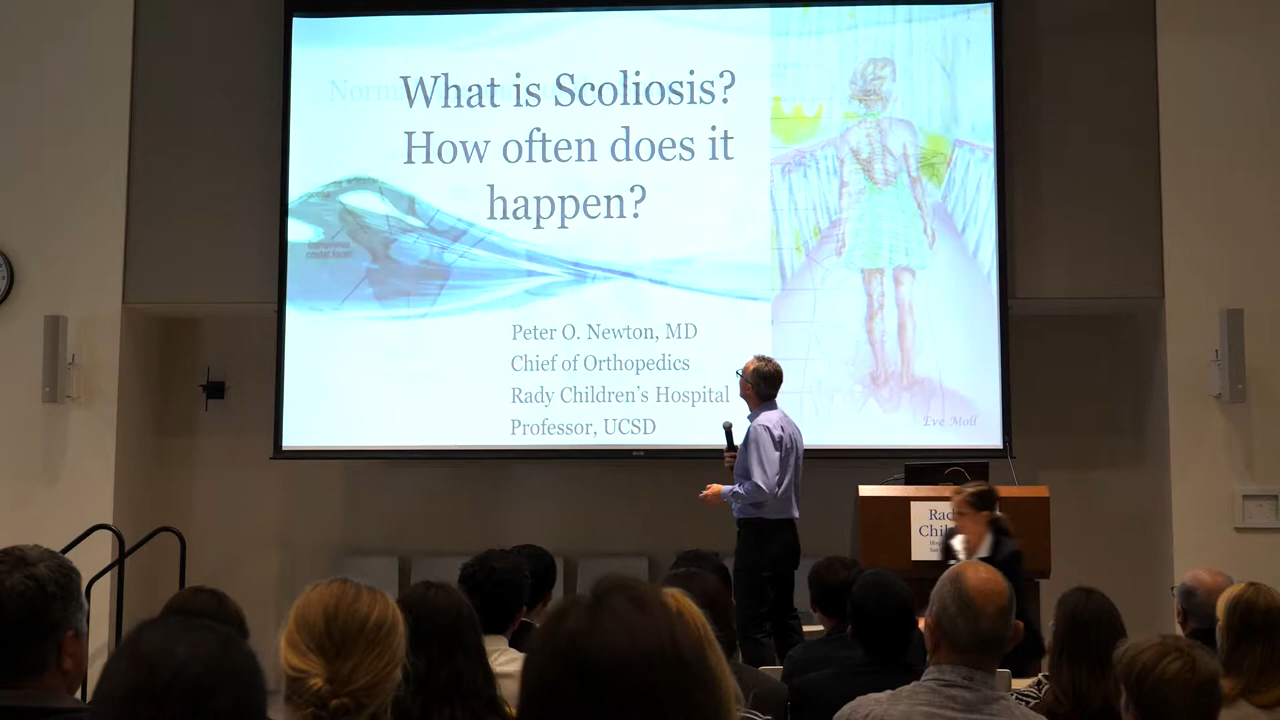 What is Scoliosis?
How often does it
happen?
Peter O. Newton, MD
Chief of Orthopedics
Rady Children's Hospital
Professor, UCSD
Eve Moll